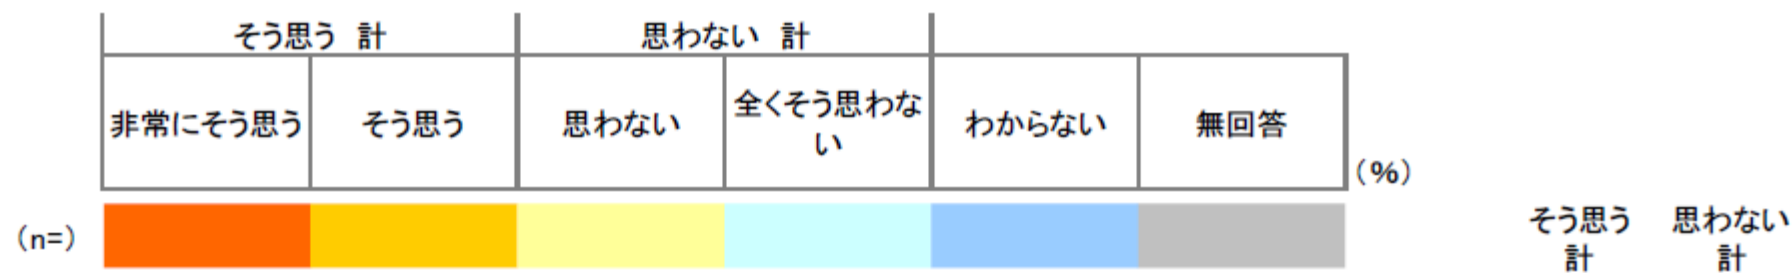 そう思う 計
思わない 計
非常にそう思う
そう思う
思わない
全くそう思わな
い
わからない
無回答
（%）
（n=）
そう思う
計
思わない
計